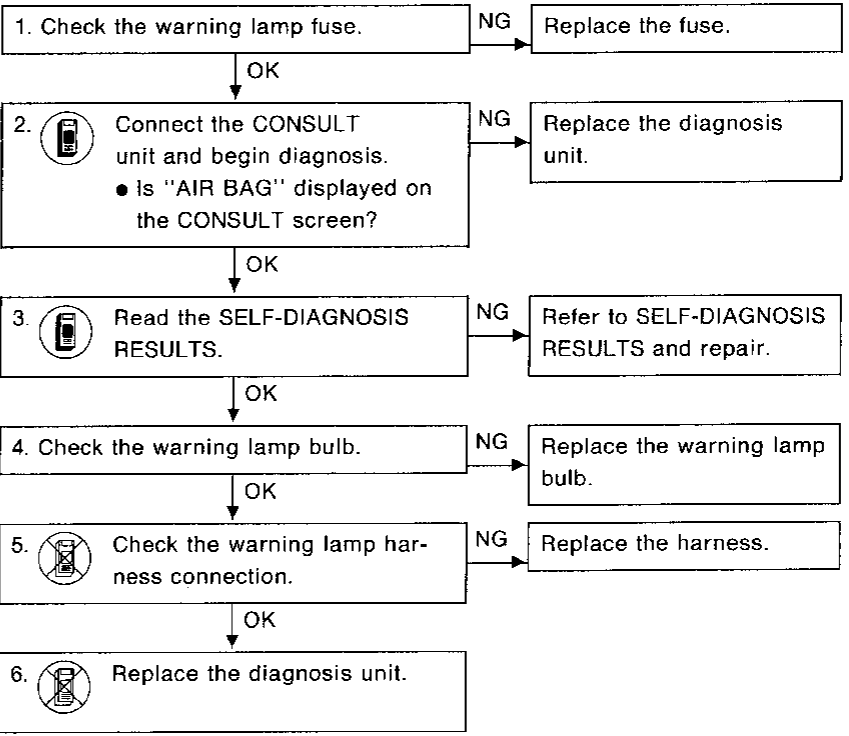 1. Check the warning lamp fuse.
NG
Replace the fuse.
OK
2. Connect the CONSULT
unit and begin diagnosis.
● Is "AIR BAG" displayed on
the CONSULT screen?
NG
Replace the diagnosis
unit.
OK
3. Read the SELF-DIAGNOSIS
RESULTS.
NG
Refer to SELF-DIAGNOSIS
RESULTS and repair.
OK
4. Check the warning lamp bulb.
NG
Replace the warning lamp
bulb.
OK
5. Check the warning lamp har-
ness connection.
NG
Replace the harness.
OK
6. Replace the diagnosis unit.